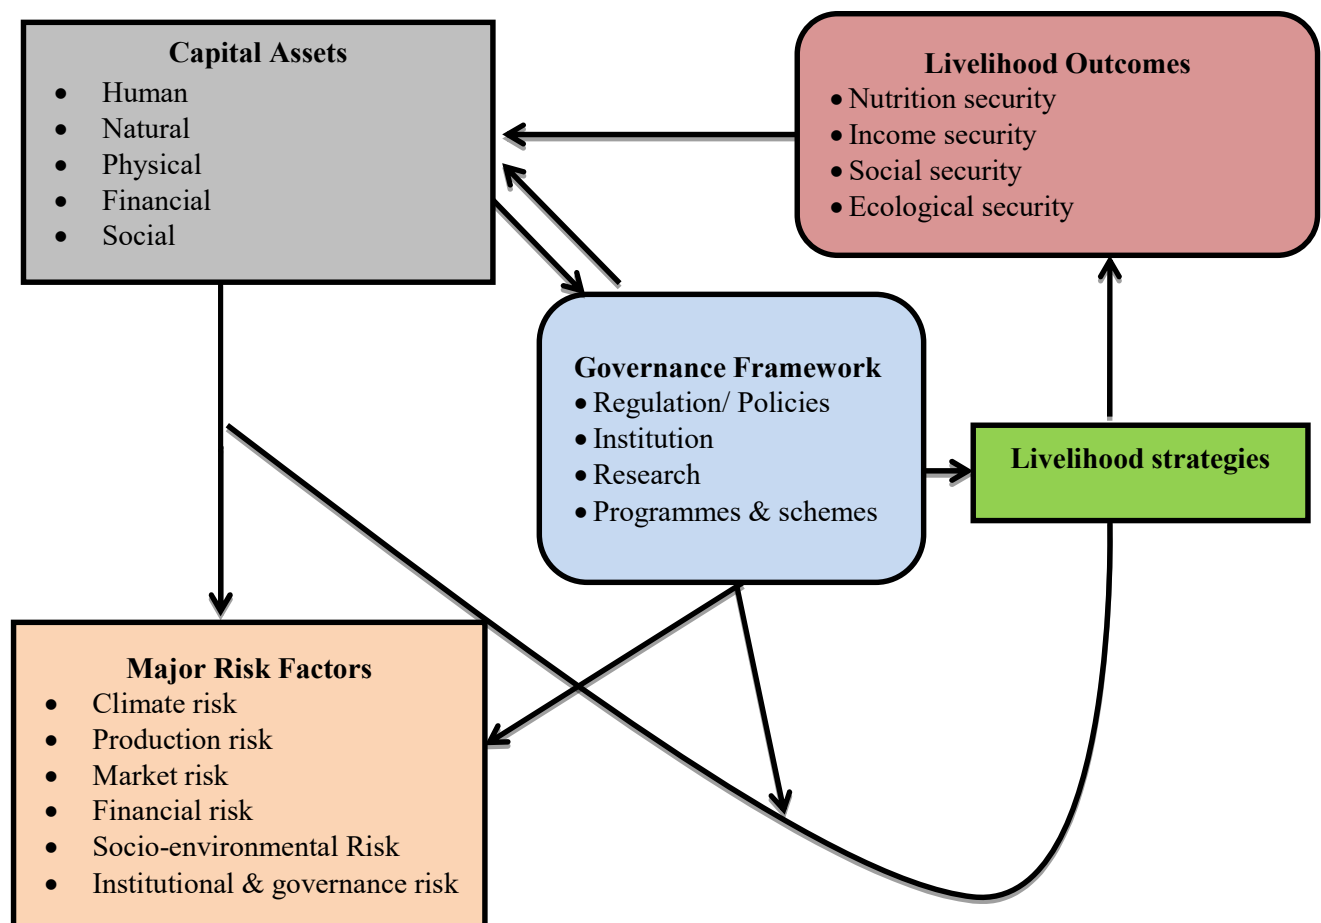 Capital Assets
• Human
• Natural
• Physical
• Financial
• Social
Livelihood Outcomes
• Nutrition security
• Income security
• Social security
• Ecological security
Governance Framework
• Regulation/ Policies
• Institution
• Research
• Programmes & schemes
Livelihood strategies
Major Risk Factors
• Climate risk
• Production risk
• Market risk
• Financial risk
• Socio-environmental Risk
• Institutional & governance risk